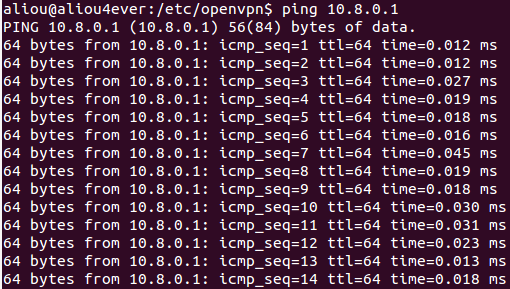 aliou@aliou4ever:/etc/openvpn$ ping 10.8.0.1
PING 10.8.0.1 (10.8.0.1) 56(84) bytes of data.
64 bytes from 10.8.0.1: icmp_seq=1 ttl=64 time=0.012 ms
64 bytes from 10.8.0.1: icmp_seq=2 ttl=64 time=0.012 ms
64 bytes from 10.8.0.1: icmp_seq=3 ttl=64 time=0.027 ms
64 bytes from 10.8.0.1: icmp_seq=4 ttl=64 time=0.019 ms
64 bytes from 10.8.0.1: icmp_seq=5 ttl=64 time=0.018 ms
64 bytes from 10.8.0.1: icmp_seq=6 ttl=64 time=0.016 ms
64 bytes from 10.8.0.1: icmp_seq=7 ttl=64 time=0.045 ms
64 bytes from 10.8.0.1: icmp_seq=8 ttl=64 time=0.019 ms
64 bytes from 10.8.0.1: icmp_seq=9 ttl=64 time=0.018 ms
64 bytes from 10.8.0.1: icmp_seq=10 ttl=64 time=0.030 ms
64 bytes from 10.8.0.1: icmp_seq=11 ttl=64 time=0.031 ms
64 bytes from 10.8.0.1: icmp_seq=12 ttl=64 time=0.023 ms
64 bytes from 10.8.0.1: icmp_seq=13 ttl=64 time=0.013 ms
64 bytes from 10.8.0.1: icmp_seq=14 ttl=64 time=0.018 ms